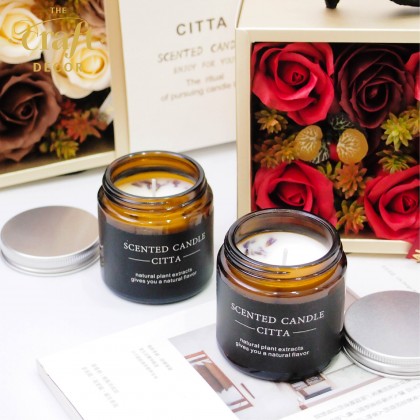 THE
Craft
DECOR
CITTA
SCENTED CANDLE
ENJOY FOR YOU
The ritual
of pursuing candle
SCENTED CANDLE
CITTA
natural plant extracts
gives you a natural flavor
SCENTED CANDLE
CITTA
natural plant extracts
gives you a natural flavor